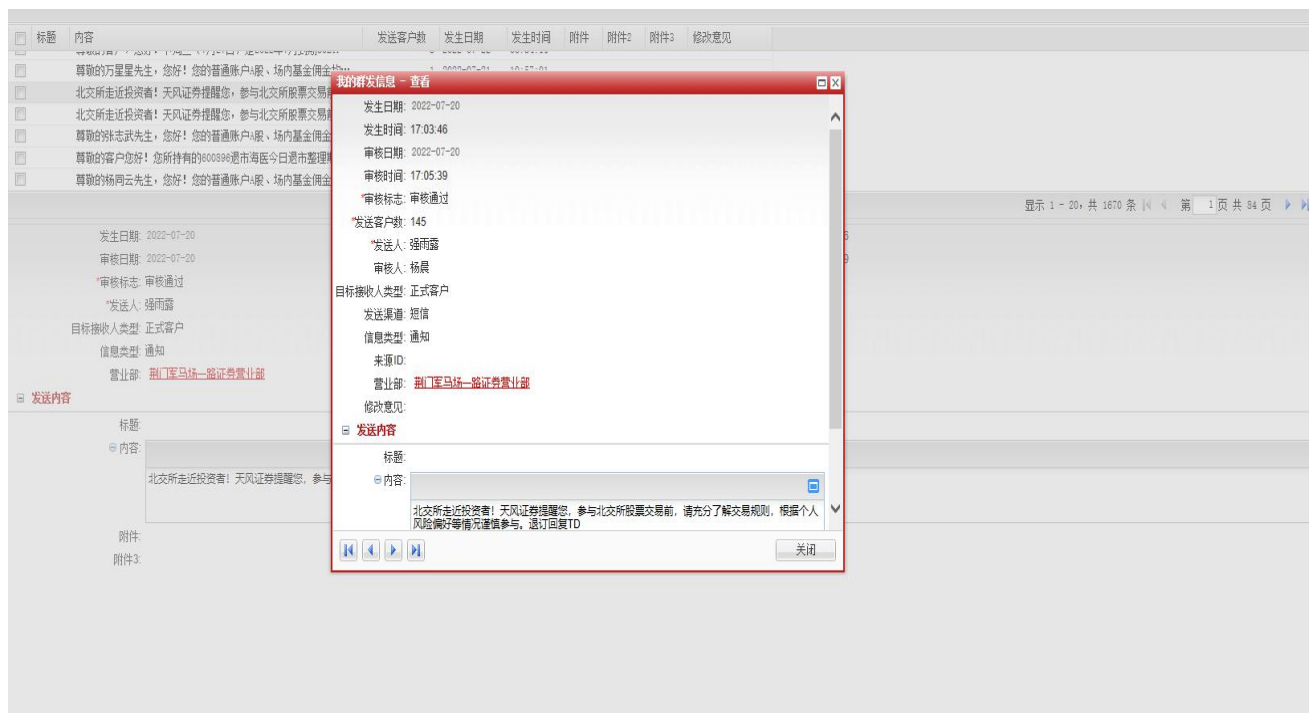 标题 内容 发送客户数 发生日期 发生时间 附件 附件2 附件3 修改意见
尊敬的万星星先生，您好！您的普通账户A股、场内基金佣金 1 2022-07-21
北交所走近投资者！天风证券提醒您，参与北交所股票交易前
北交所走近投资者！天风证券提醒您，参与北交所股票交易前
尊敬的张志武先生，您好！您的普通账户A股、场内基金佣金
尊敬的客户您好！您所持有的600896退市海医今日退市整理期
尊敬的杨同云先生，您好！您的普通账户A股、场内基金佣金
显示 1 - 20，共 1670 条 第 1 页 共 84 页
发生日期: 2022-07-20
审核日期: 2022-07-20
*审核标志: 审核通过
*发送人: 强雨露
目标接收人类型: 正式客户
信息类型: 通知
营业部: 荆门军马场一路证券营业部
发送内容
标题:
内容:
北交所走近投资者！天风证券提醒您，参与
附件:
附件3:
我的群发信息 - 查看
发生日期: 2022-07-20
发生时间: 17:03:46
审核日期: 2022-07-20
审核时间: 17:05:39
*审核标志: 审核通过
*发送客户数: 145
*发送人: 强雨露
审核人: 杨晨
目标接收人类型: 正式客户
发送渠道: 短信
信息类型: 通知
来源ID:
营业部: 荆门军马场一路证券营业部
修改意见:
发送内容
标题:
内容:
北交所走近投资者！天风证券提醒您，参与北交所股票交易前，请充分了解交易规则，根据个人
风险偏好等情况谨慎参与。退订回复TD
关闭